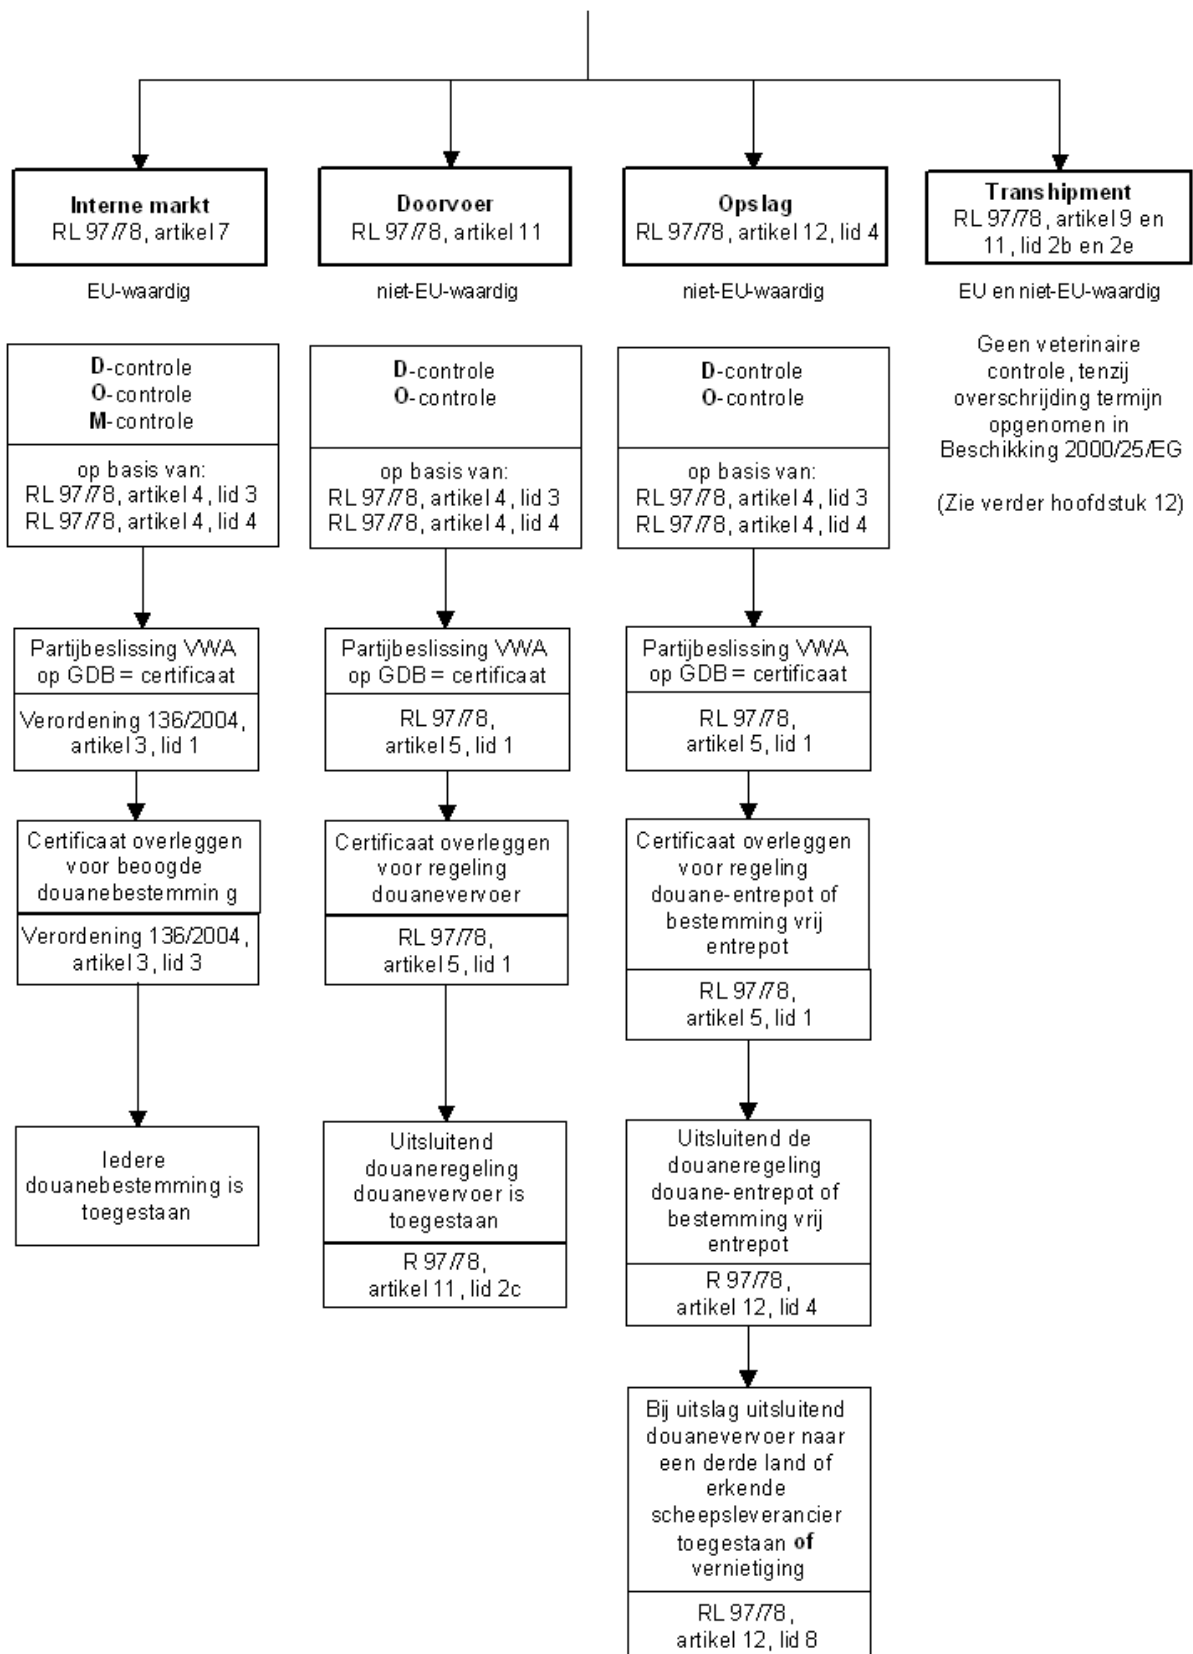 Interne markt
RL 97/78, artikel 7
EU-waardig
D-controle
O-controle
M-controle
op basis van:
RL 97/78, artikel 4, lid 3
RL 97/78, artikel 4, lid 4
Partijbeslissing VWA
op GDB = certificaat
Verordening 136/2004,
artikel 3, lid 1
Certificaat overleggen
voor beoogde
douanebestemmin g
Verordening 136/2004,
artikel 3, lid 3
Iedere
douanebestemming is
toegestaan
Doorvoer
RL 97/78, artikel 11
niet-EU-waardig
D-controle
O-controle
op basis van:
RL 97/78, artikel 4, lid 3
RL 97/78, artikel 4, lid 4
Partijbeslissing VWA
op GDB = certificaat
RL 97/78,
artikel 5, lid 1
Certificaat overleggen
voor regeling
douanevervoer
RL 97/78,
artikel 5, lid 1
Uitsluitend
douaneregeling
douanevervoer is
toegestaan
R 97/78,
artikel 11, lid 2c
Opslag
RL 97/78, artikel 12, lid 4
niet-EU-waardig
D-controle
O-controle
op basis van:
RL 97/78, artikel 4, lid 3
RL 97/78, artikel 4, lid 4
Partijbeslissing VWA
op GDB = certificaat
RL 97/78,
artikel 5, lid 1
Certificaat overleggen
voor regeling
douane-entrepot of
bestemming vrij
entrepot
RL 97/78,
artikel 5, lid 1
Uitsluitend de
douaneregeling
douane-entrepot of
bestemming vrij
entrepot
R 97/78,
artikel 12, lid 4
Bij uitslag uitsluitend
douanevervoer naar
een derde land of
erkende
scheepsleverancier
toegestaan of
vernietiging
RL 97/78,
artikel 12, lid 8
Transhipment
RL 97/78, artikel 9 en
11, lid 2b en 2e
EU en niet-EU-waardig
Geen veterinaire
controle, tenzij
overschrijding termijn
opgenomen in
Beschikking 2000/25/EG
(Zie verder hoofdstuk 12)